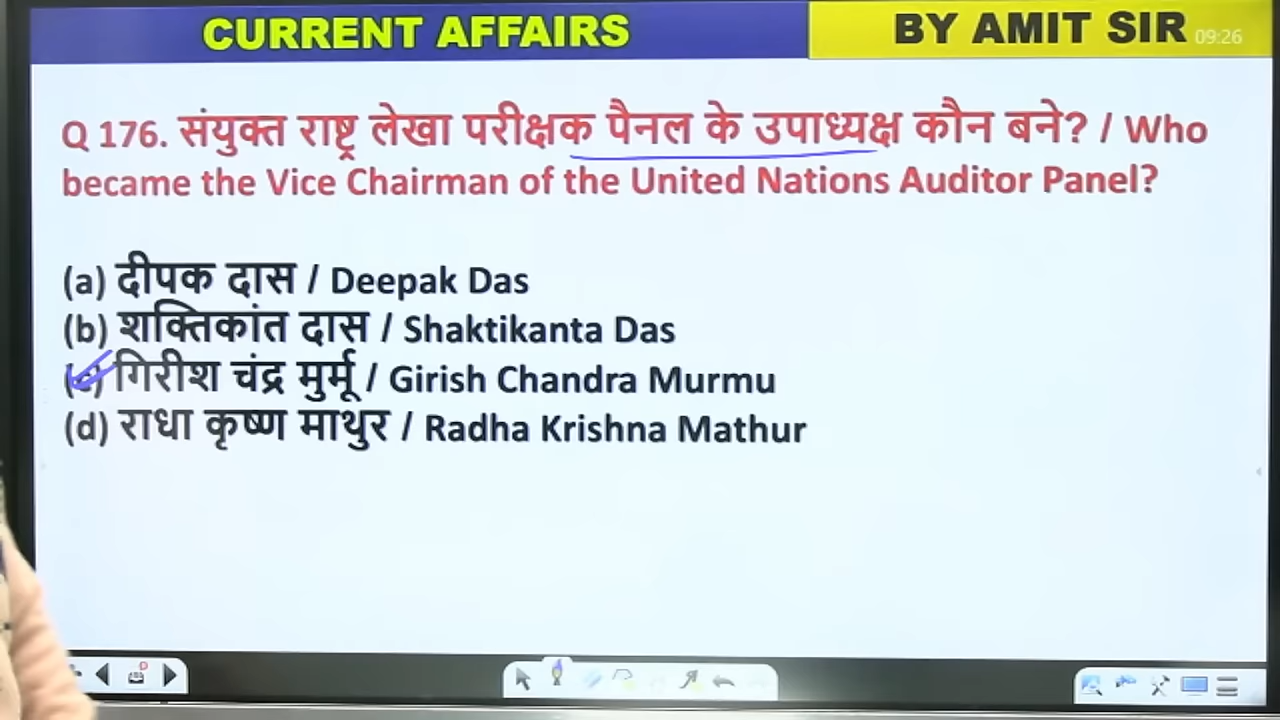 CURRENT AFFAIRS
BY AMIT SIR
09:26
Q 176. संयुक्त राष्ट्र लेखा परीक्षक पैनल के उपाध्यक्ष कौन बने? / Who
became the Vice Chairman of the United Nations Auditor Panel?
(a) दीपक दास / Deepak Das
(b) शक्तिकांत दास / Shaktikanta Das
(c) गिरीश चंद्र मुर्मू / Girish Chandra Murmu
(d) राधा कृष्ण माथुर / Radha Krishna Mathur